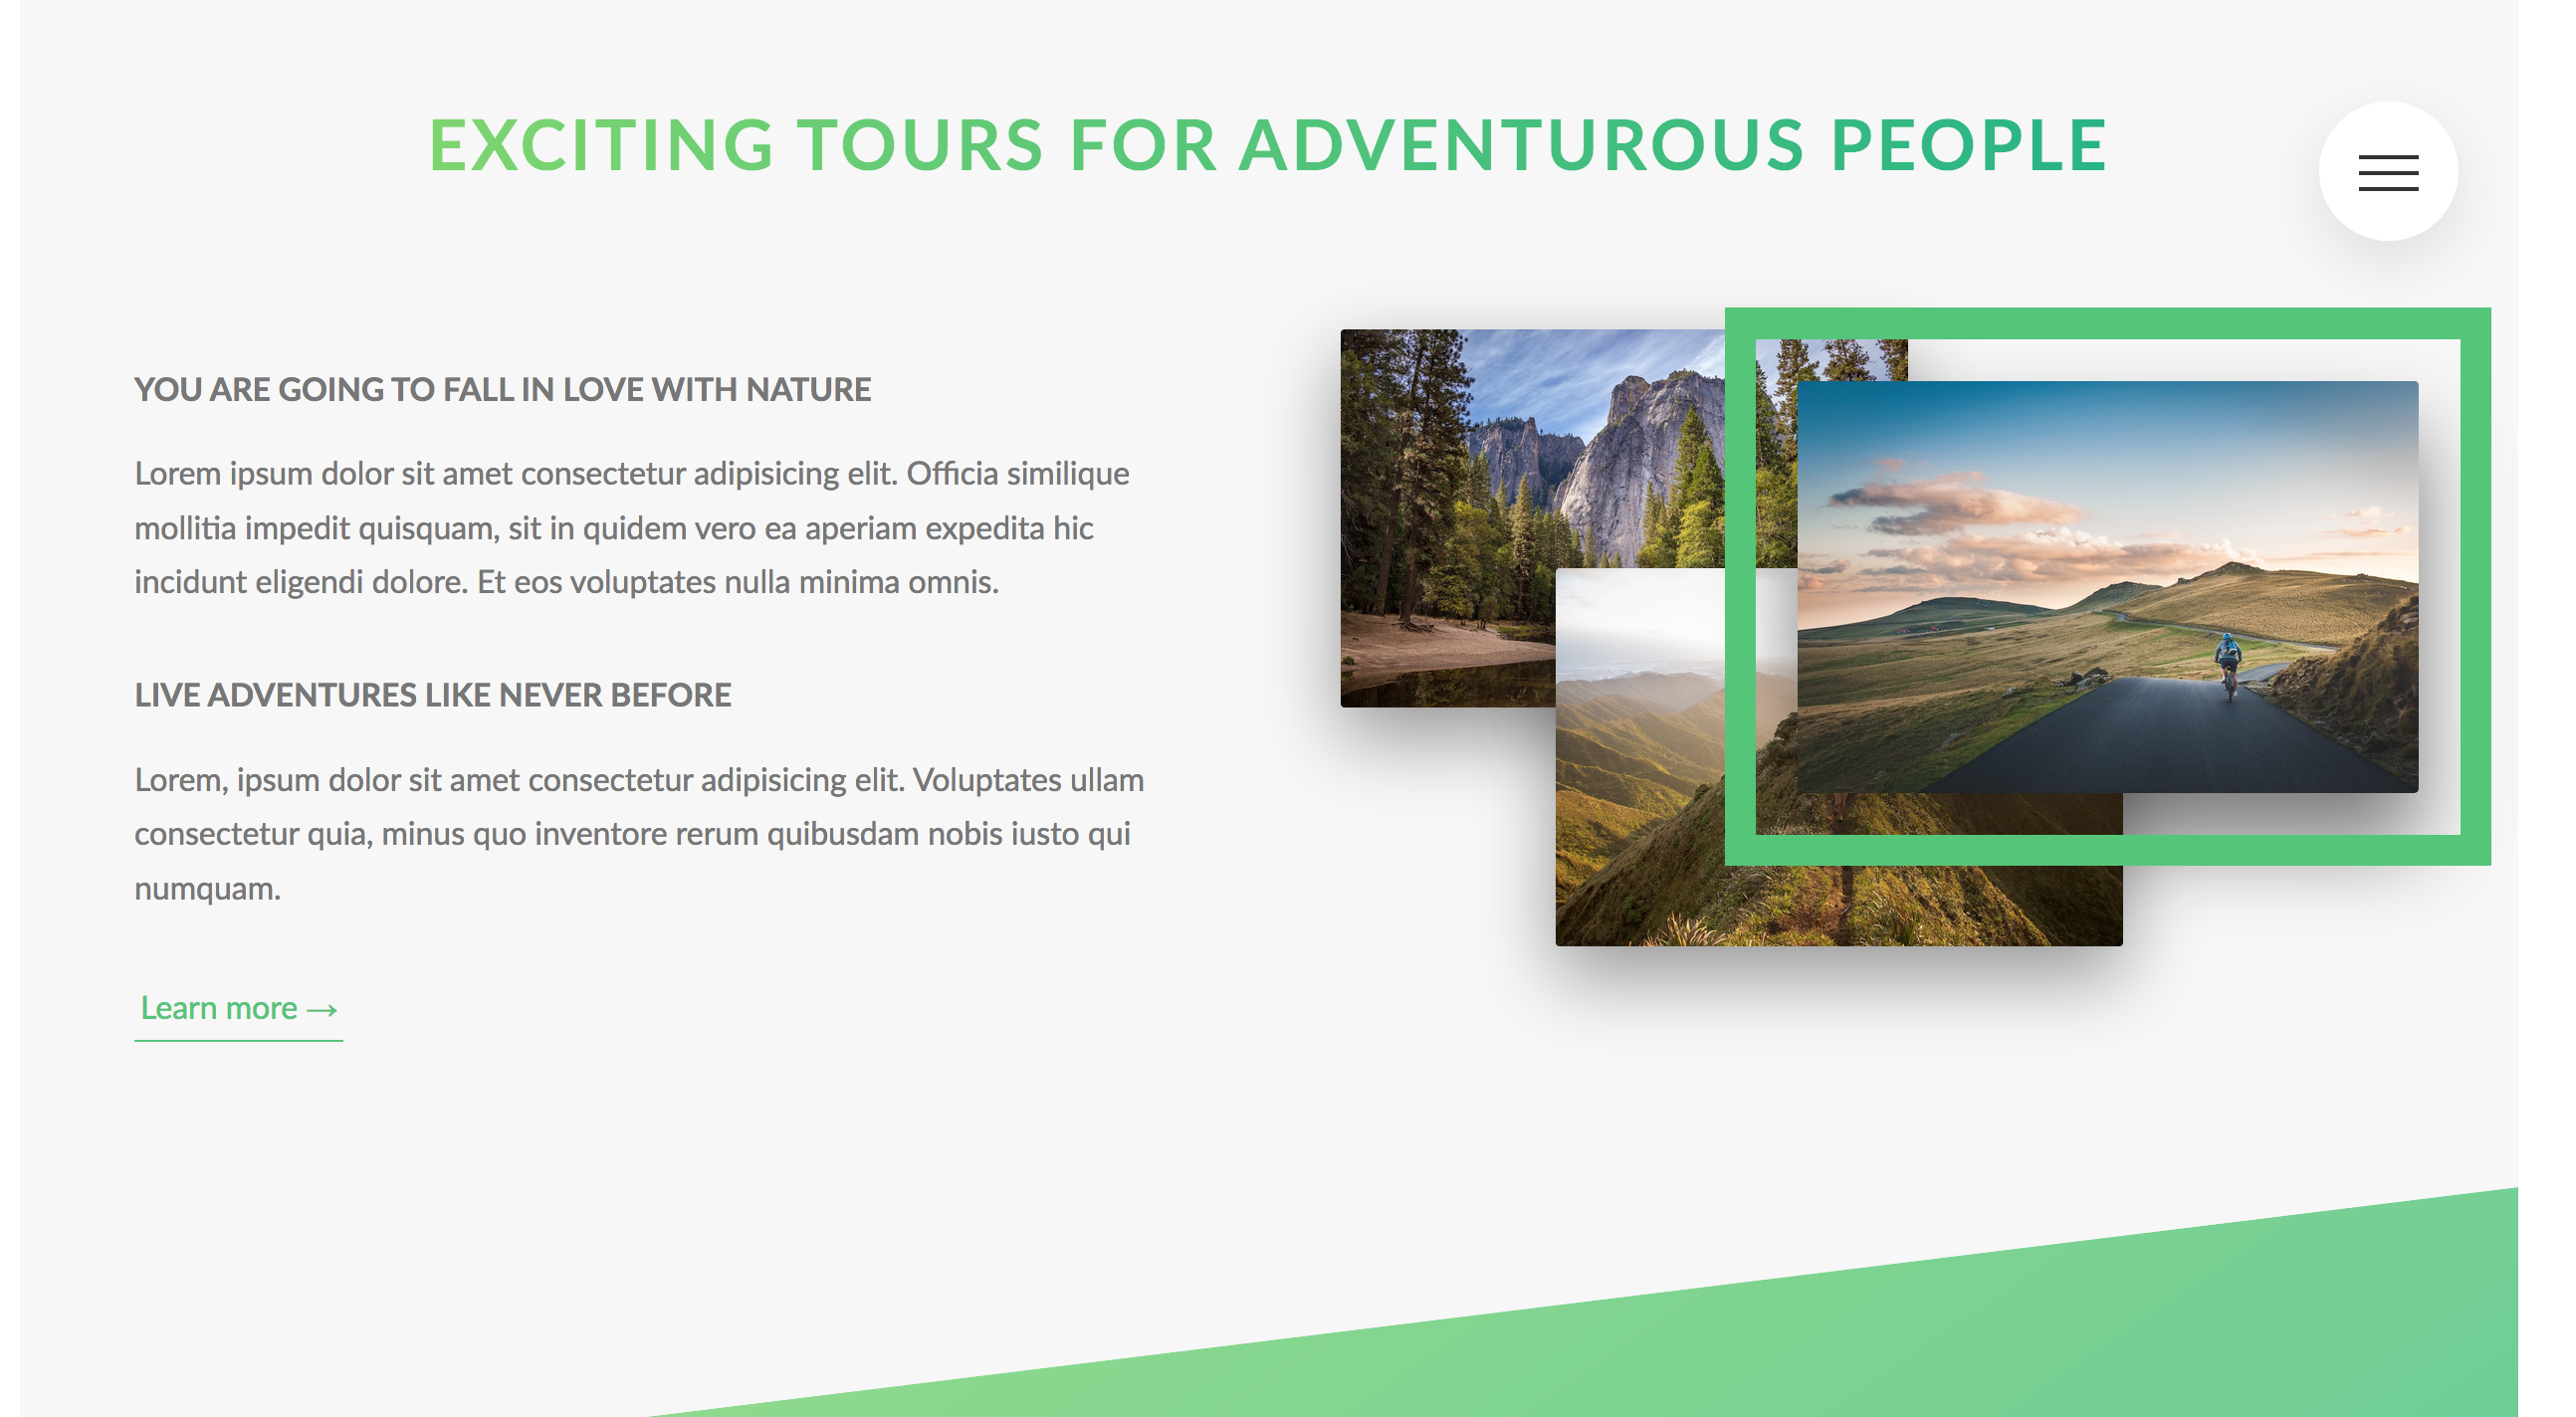 EXCITING TOURS FOR ADVENTUROUS PEOPLE
YOU ARE GOING TO FALL IN LOVE WITH NATURE
Lorem ipsum dolor sit amet consectetur adipisicing elit. Officia similique
mollitia impedit quisquam, sit in quidem vero ea aperiam expedita hic
incidunt eligendi dolore. Et eos voluptates nulla minima omnis.
LIVE ADVENTURES LIKE NEVER BEFORE
Lorem, ipsum dolor sit amet consectetur adipisicing elit. Voluptates ullam
consectetur quia, minus quo inventore rerum quibusdam nobis iusto qui
numquam.
Learn more →